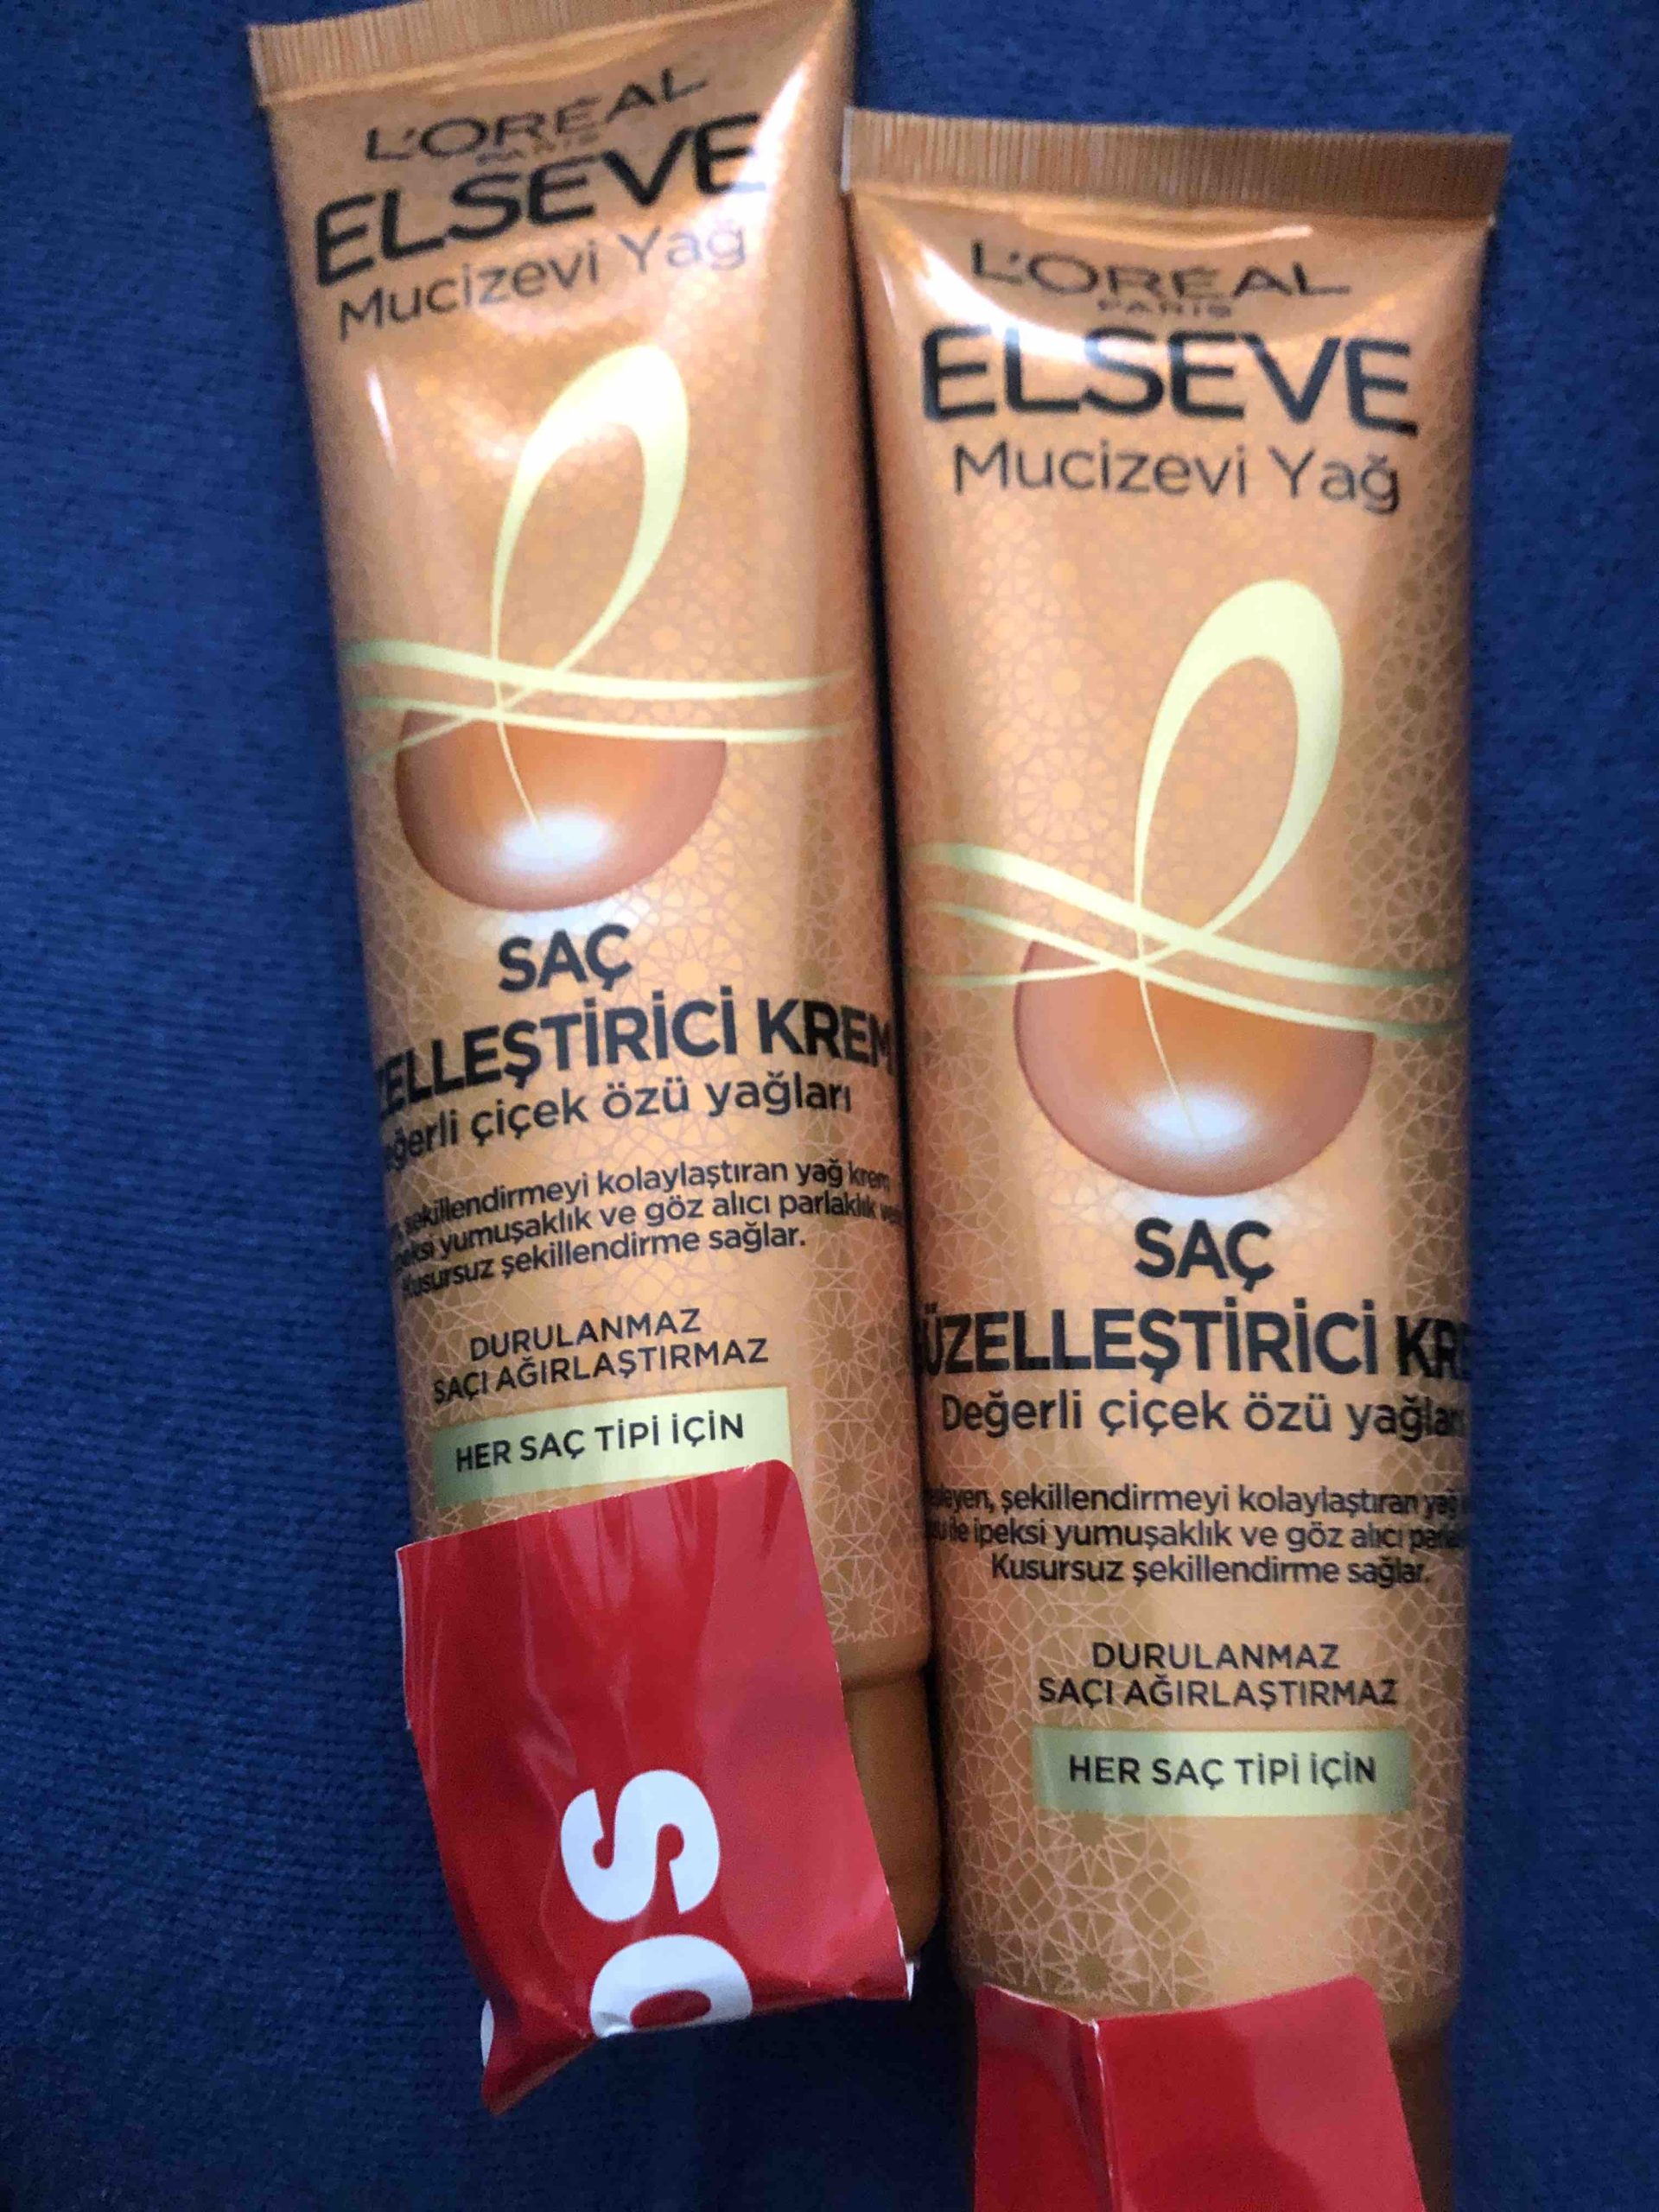 L'ORÉAL
PARIS
ELSEVE
Mucizevi Yağ
SAÇ
ZELLEŞTİRİCİ KREM
ğerli çiçek özü yağları
şekillendirmeyi kolaylaştıran yağ krem
yumuşaklık ve göz alıcı parlaklık
Kusursuz şekillendirme sağlar.
DURULANMAZ
SAÇI AĞIRLAŞTIRMAZ
HER SAÇ TİPİ İÇİN
os
L'ORÉAL
PARIS
ELSEVE
Mucizevi Yağ
SAÇ
ÜZELLEŞTİRİCİ KRE
Değerli çiçek özü yağları
leyen, şekillendirmeyi kolaylaştıran yağ
ile ipeksi yumuşaklık ve göz alıcı
Kusursuz şekillendirme sağlar.
DURULANMAZ
SAÇI AĞIRLAŞTIRMAZ
HER SAÇ TİPİ İÇİN